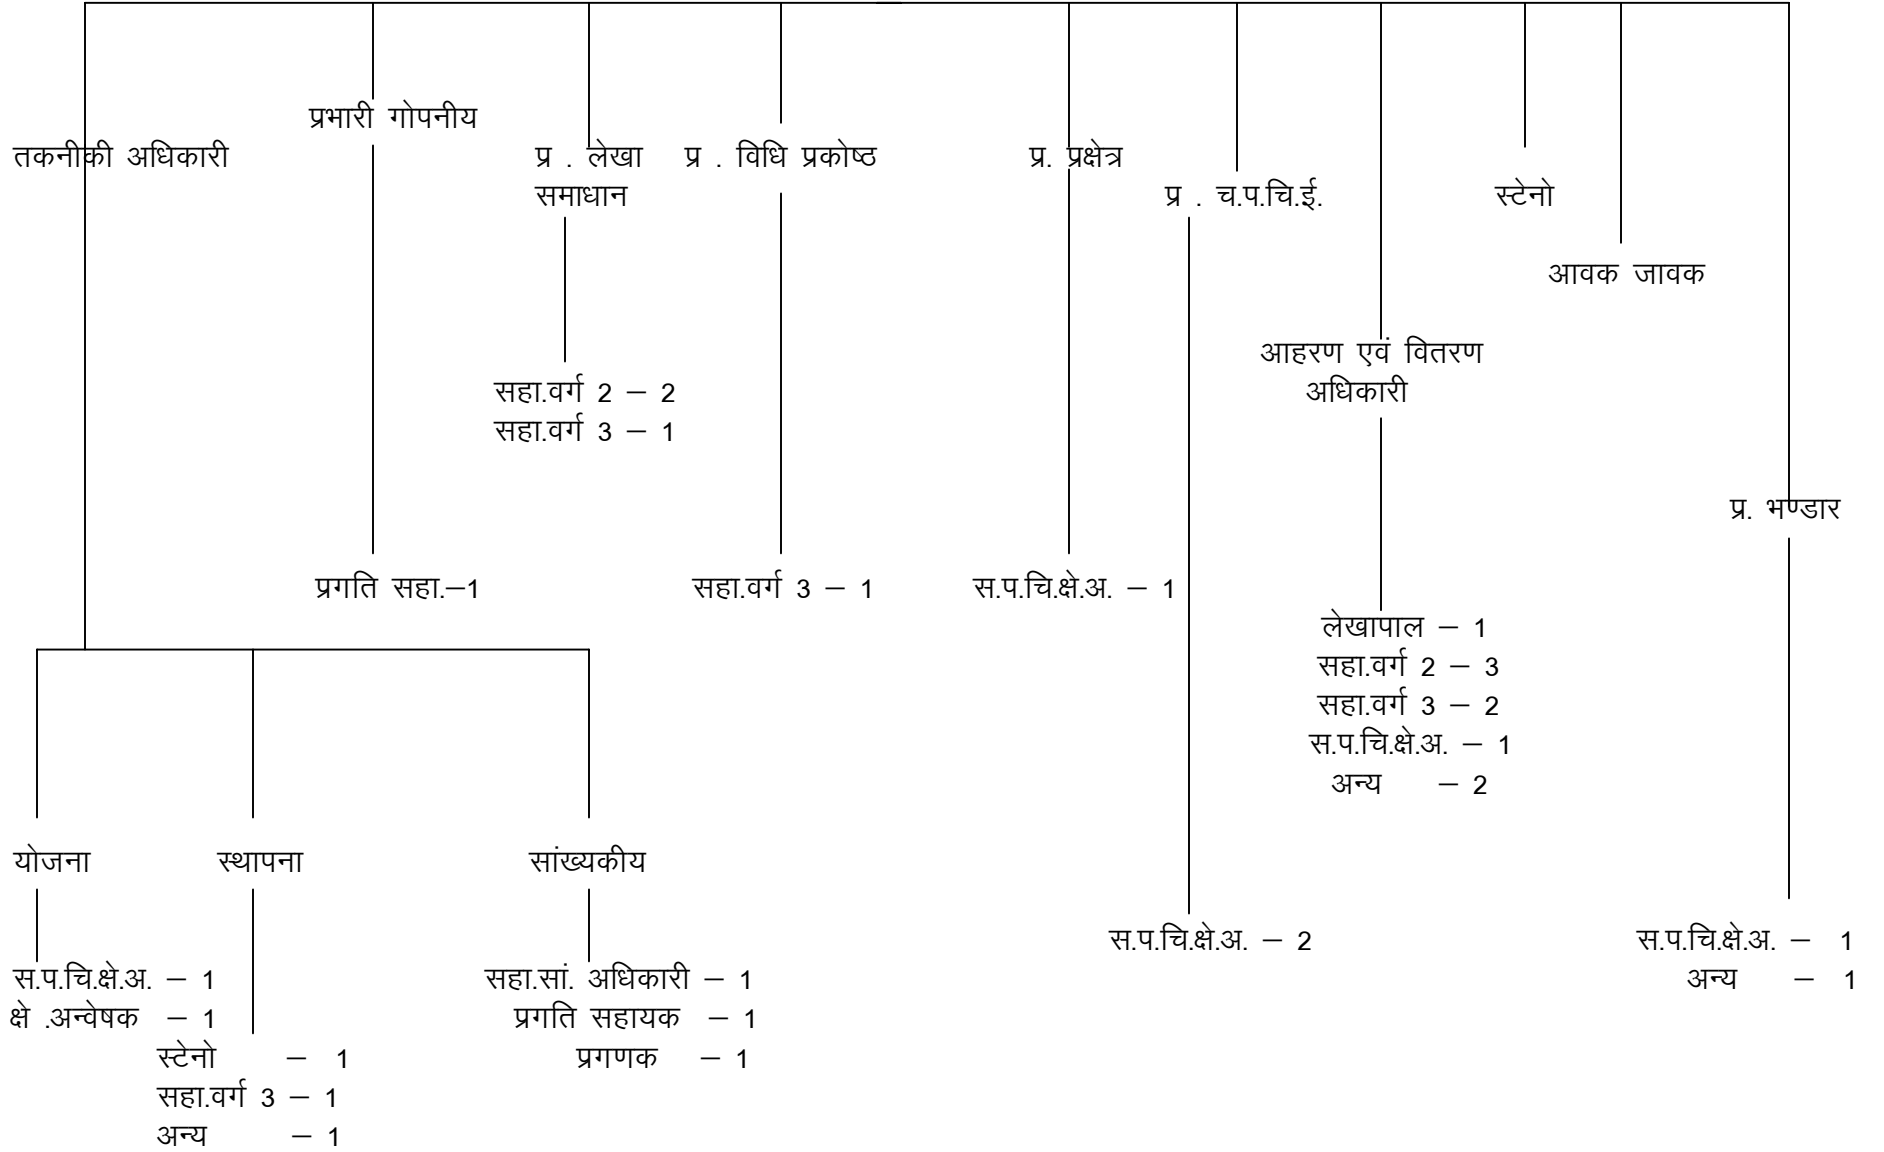 प्रभारी गोपनीय
तकनीकी अधिकारी
प्र . लेखा
समाधान
प्र . विधि प्रकोष्ठ
प्र. प्रक्षेत्र
प्र . च.प.चि.ई.
स्टेनो
आवक जावक
आहरण एवं वितरण
अधिकारी
सहा.वर्ग 2 – 2
सहा.वर्ग 3 – 1
प्र. भण्डार
प्रगति सहा.–1
सहा.वर्ग 3 – 1
स.प.चि.क्षे.अ. – 1
लेखापाल – 1
सहा.वर्ग 2 – 3
सहा.वर्ग 3 – 2
स.प.चि.क्षे.अ. – 1
अन्य – 2
योजना
स्थापना
सांख्यकीय
स.प.चि.क्षे.अ. – 2
स.प.चि.क्षे.अ. – 1
अन्य – 1
स.प.चि.क्षे.अ. – 1
क्षे .अन्वेषक – 1
सहा.सां. अधिकारी – 1
प्रगति सहायक – 1
प्रगणक – 1
स्टेनो – 1
सहा.वर्ग 3 – 1
अन्य – 1